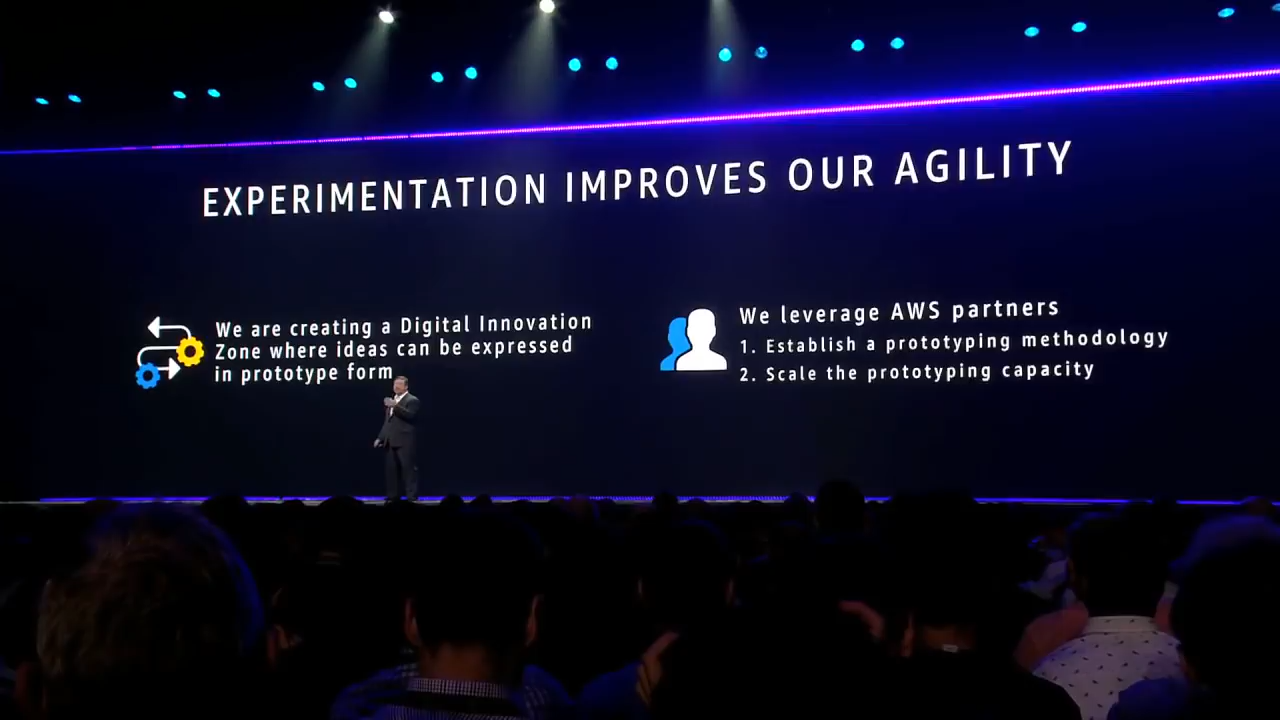 EXPERIMENTATION IMPROVES OUR AGILITY
We are creating a Digital Innovation
Zone where ideas can be expressed
in prototype form
We leverage AWS partners
1. Establish a prototyping methodology
2. Scale the prototyping capacity